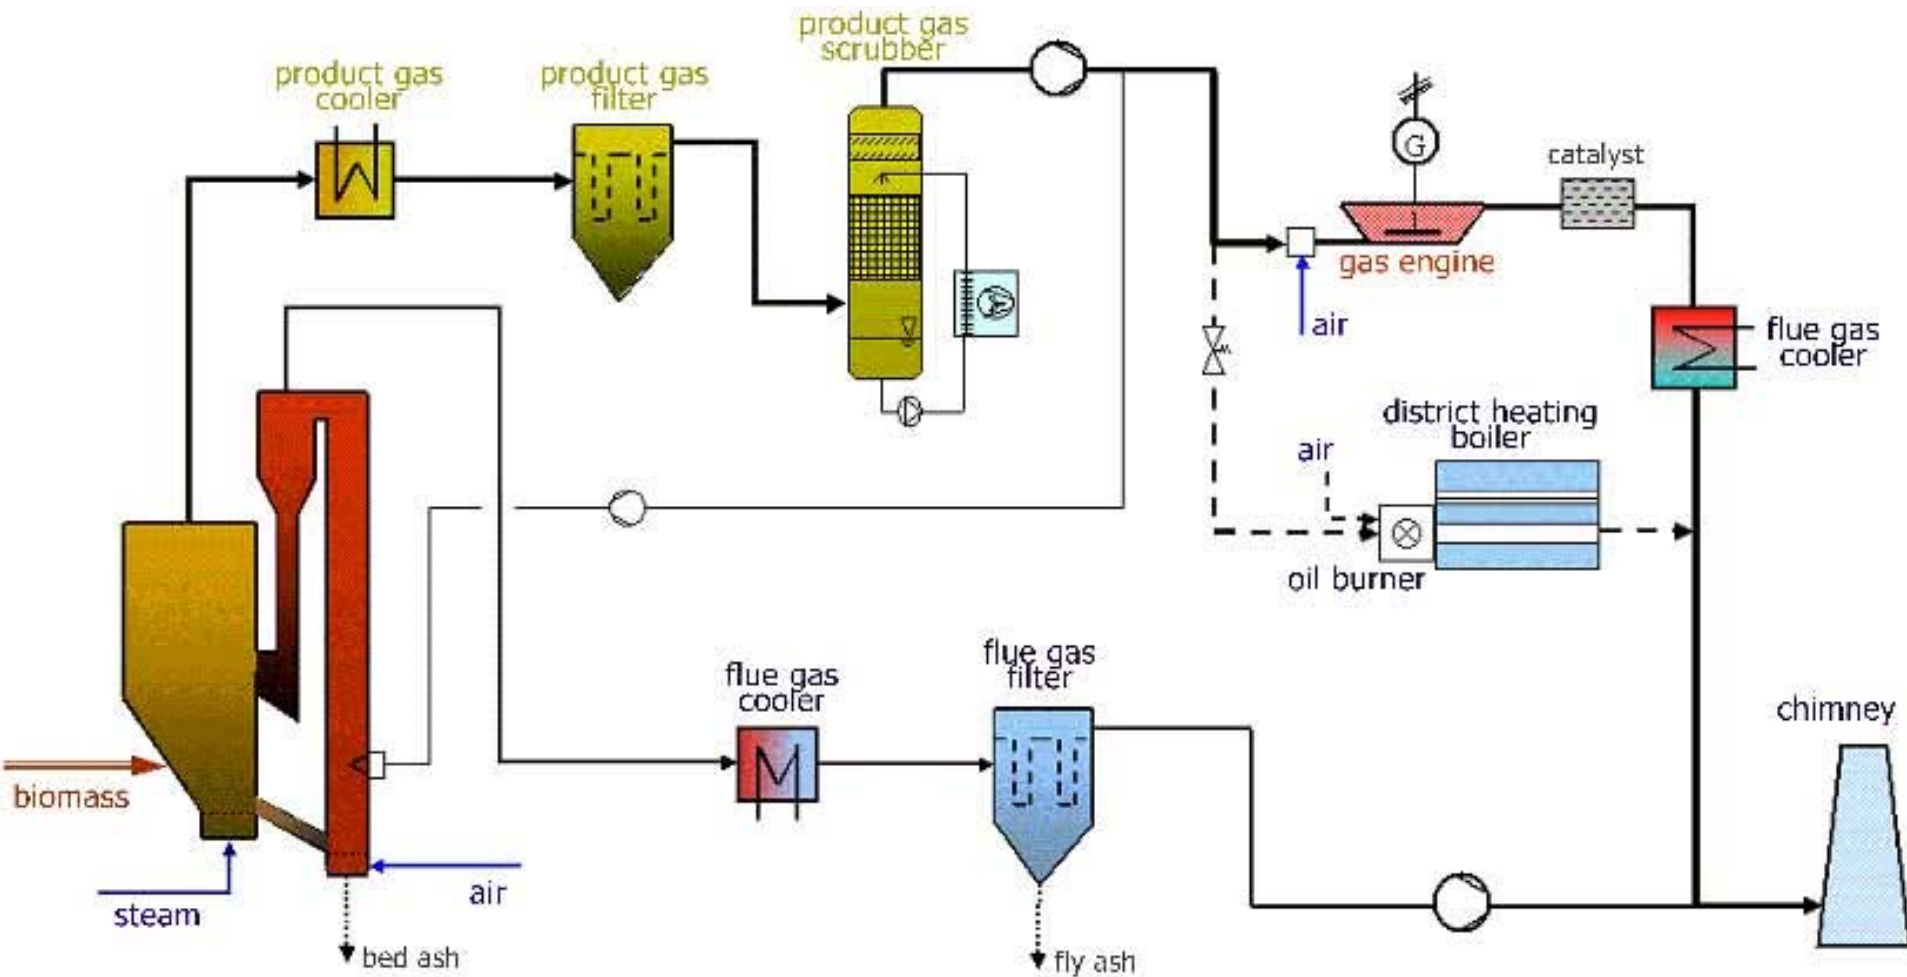 product gas
scrubber
product gas
cooler
product gas
filter
G
catalyst
gas engine
air
flue gas
cooler
district heating
boiler
air
oil burner
flue gas
filter
flue gas
cooler
chimney
biomass
steam
air
bed ash
fly ash